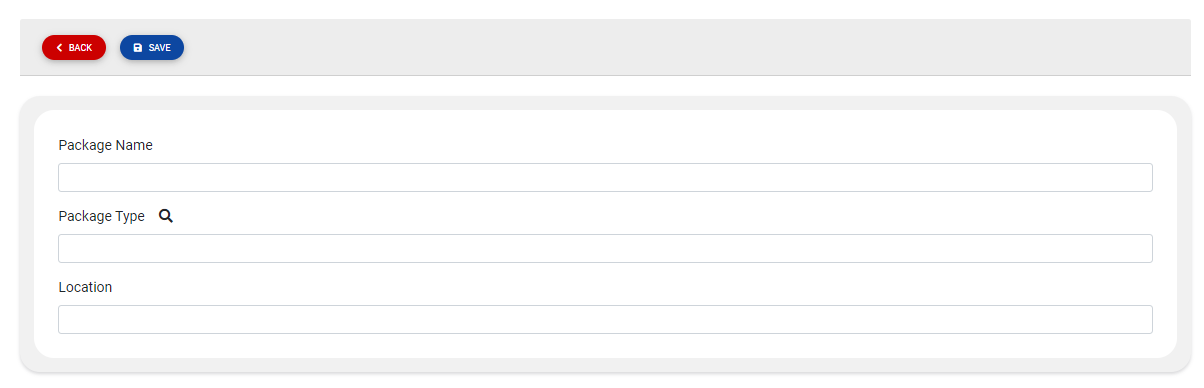 BACK SAVE
Package Name
Package Type
Location